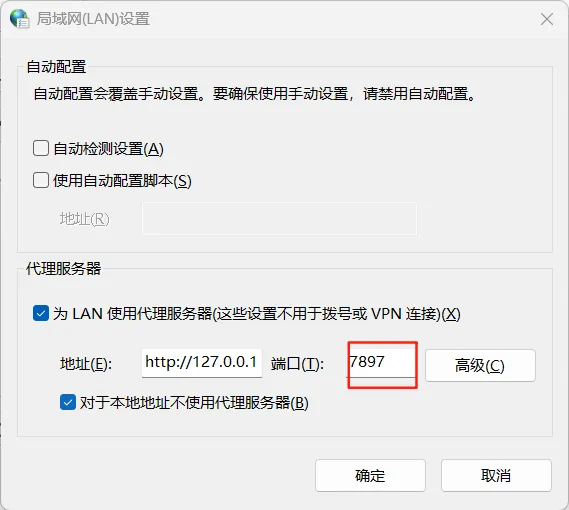 局域网(LAN)设置
自动配置
自动配置会覆盖手动设置。要确保使用手动设置，请禁用自动配置。
自动检测设置(A)
使用自动配置脚本(S)
地址(R)
代理服务器
为 LAN 使用代理服务器(这些设置不用于拨号或 VPN 连接)(X)
地址(E): http://127.0.0.1 端口(T): 7897 高级(C)
对于本地地址不使用代理服务器(B)
确定 取消